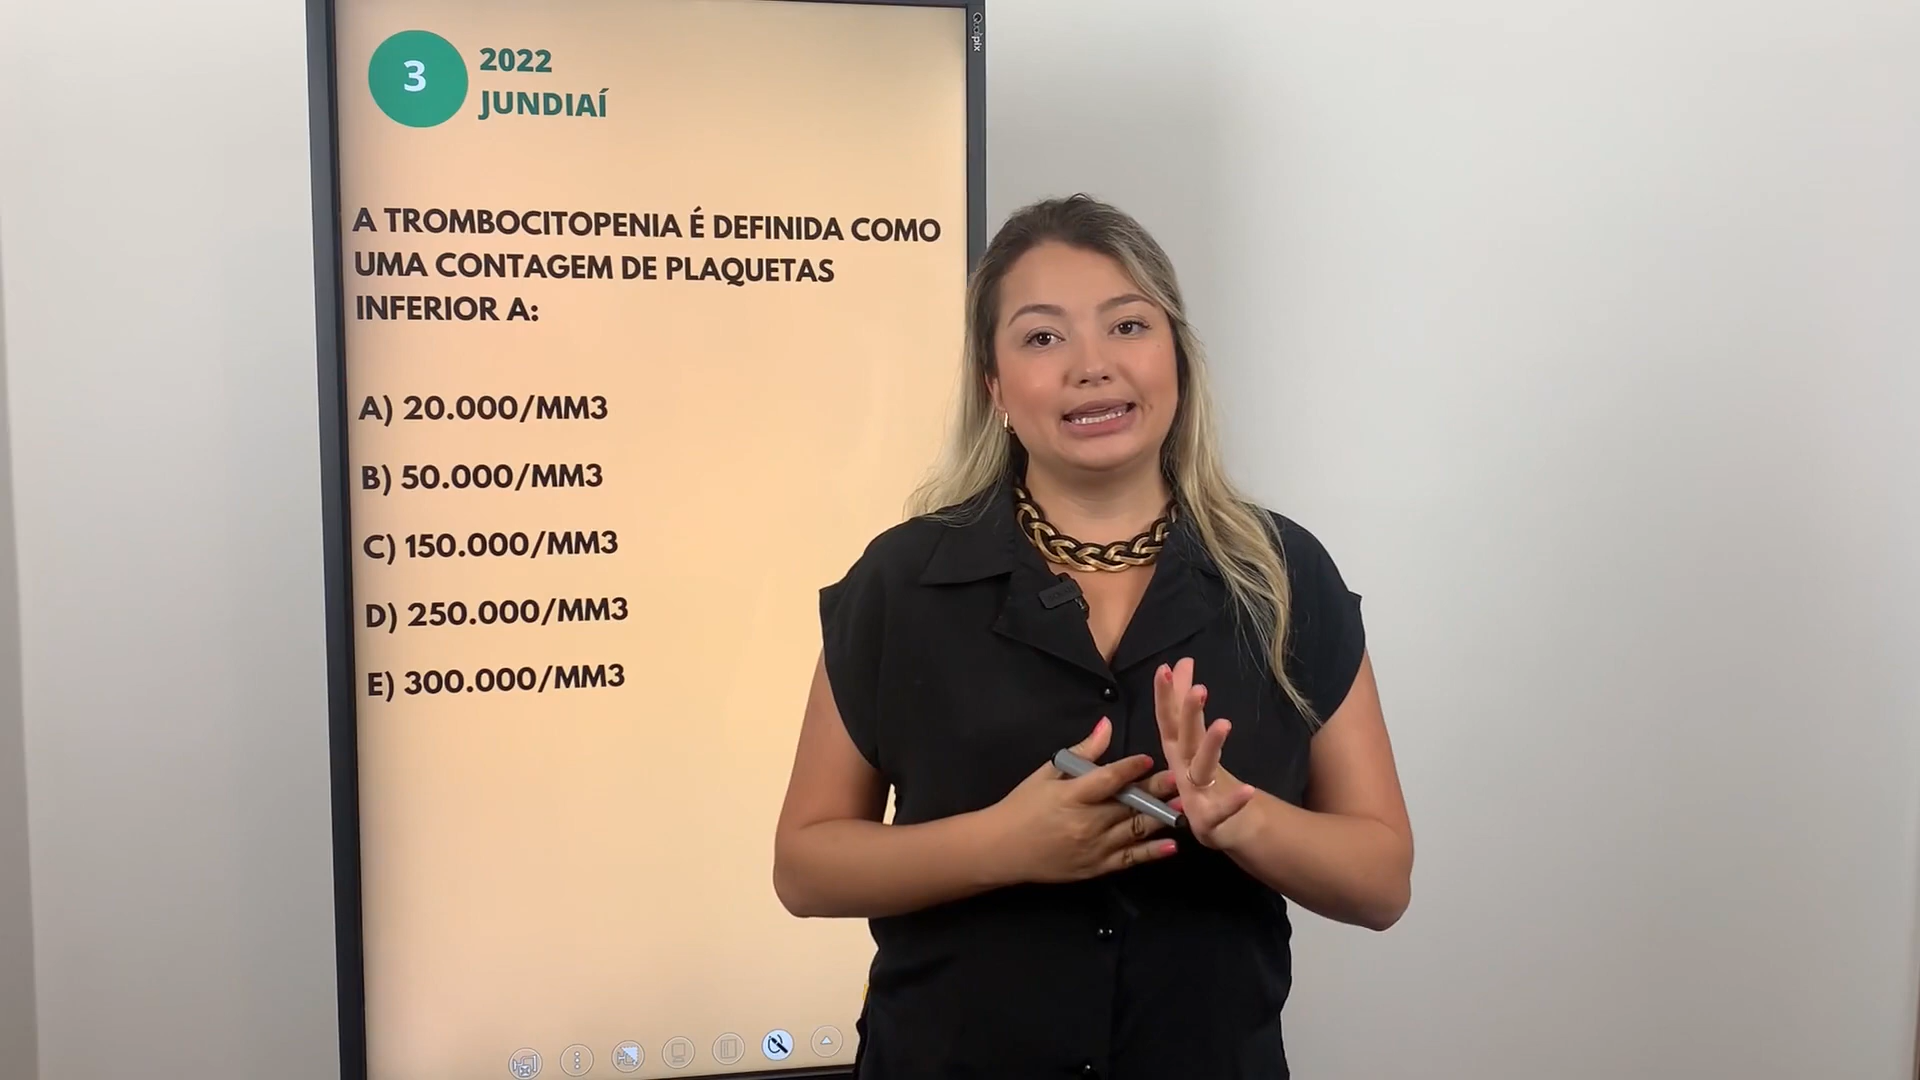 3
2022
JUNDIAÍ
A TROMBOCITOPENIA É DEFINIDA COMO
UMA CONTAGEM DE PLAQUETAS
INFERIOR A:
A) 20.000/MM3
B) 50.000/MM3
C) 150.000/MM3
D) 250.000/MM3
E) 300.000/MM3